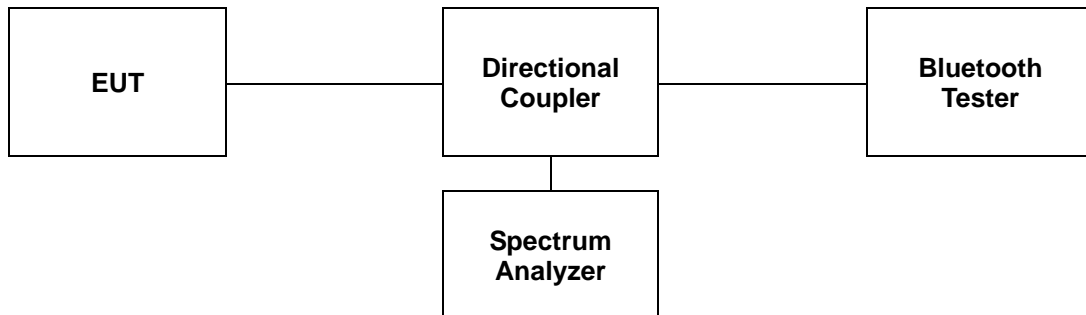 EUT
Directional
Coupler
Bluetooth
Tester
Spectrum
Analyzer